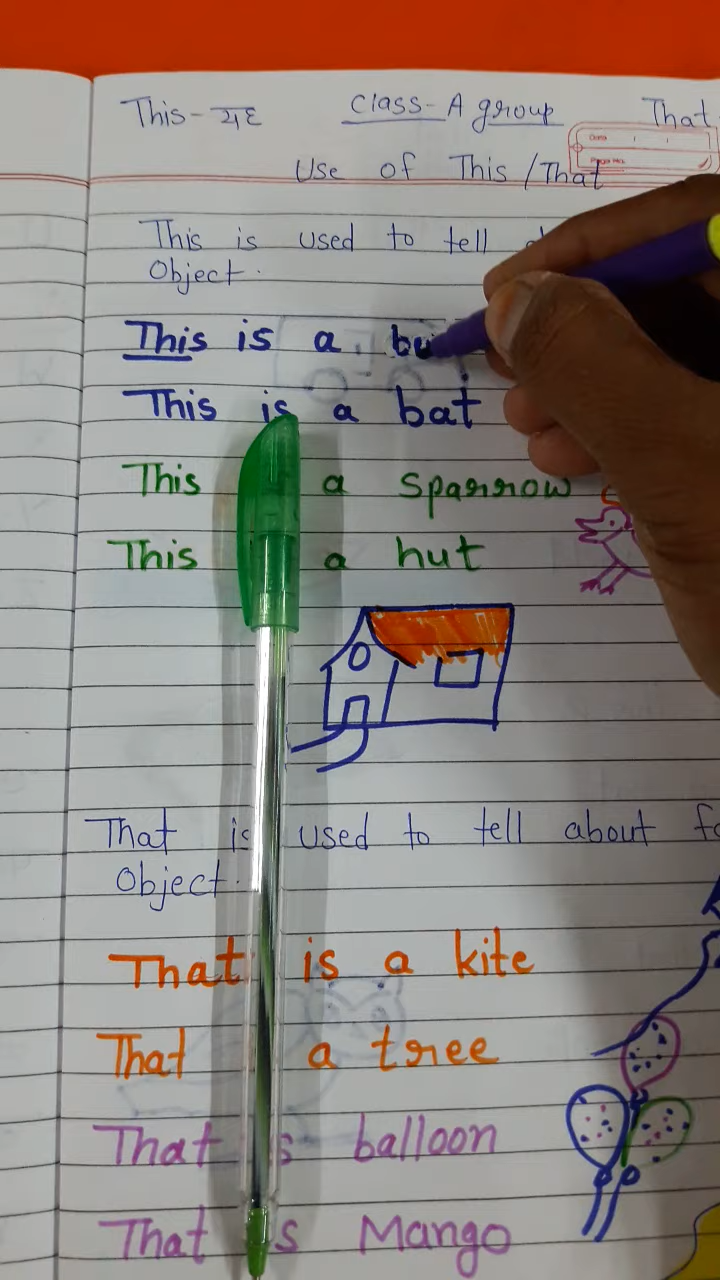 This - यह Class - A group That
Use of This / That
This is used to tell
Object.
This is a
This is a bat
This a sparrow
This a hut
That is used to tell about
Object.
That is a kite
That a tree
That balloon
That Mango